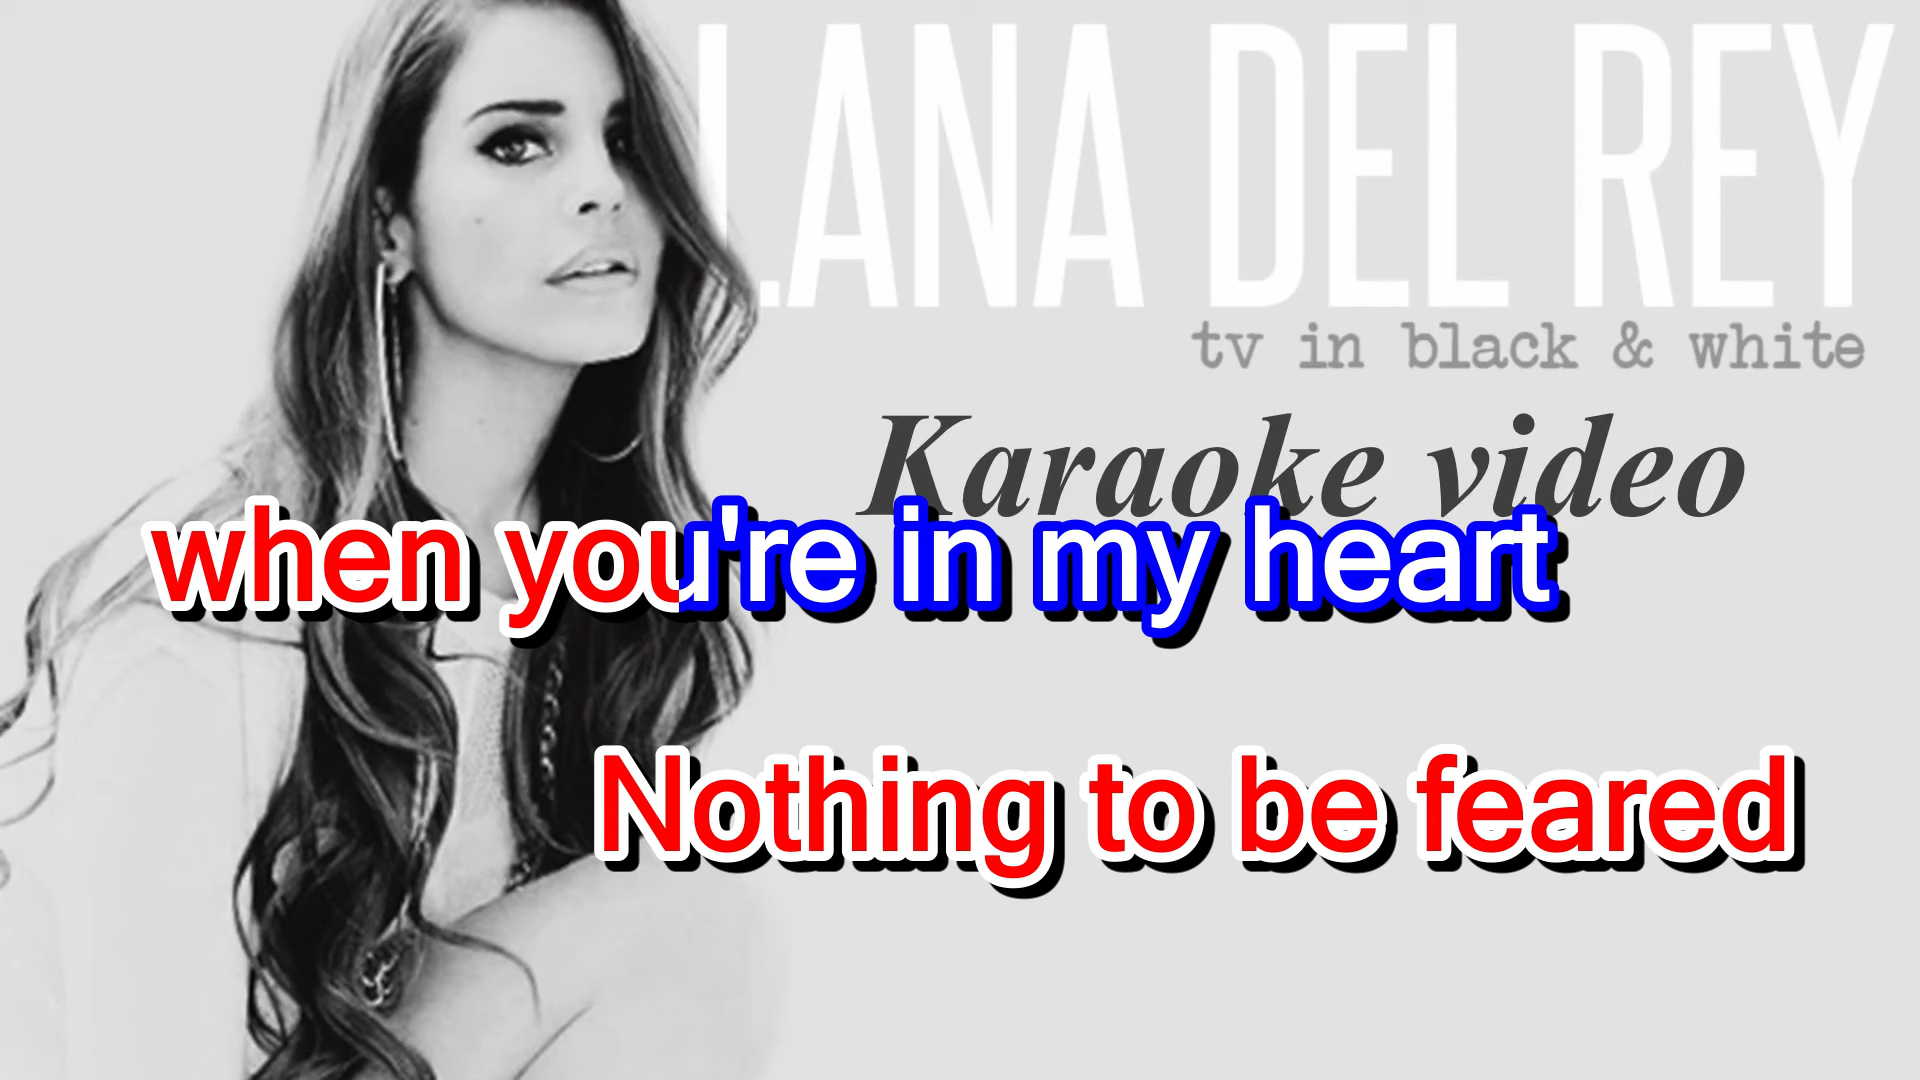 LANA DEL REY
tv in black & white
Karaoke video
when you're in my heart
Nothing to be feared